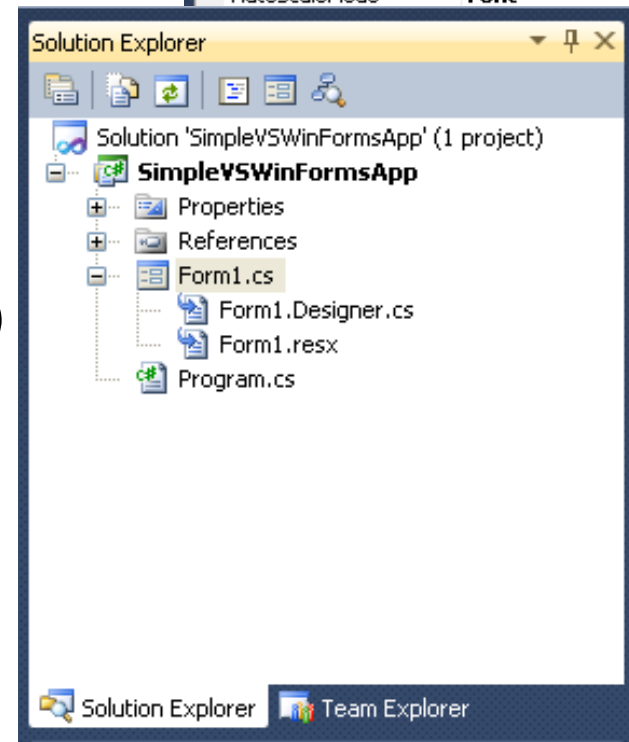 Solution Explorer
Solution 'SimpleVSWinFormsApp' (1 project)
SimpleVSWinFormsApp
Properties
References
Form1.cs
Form1.Designer.cs
Form1.resx
Program.cs
Solution Explorer Team Explorer